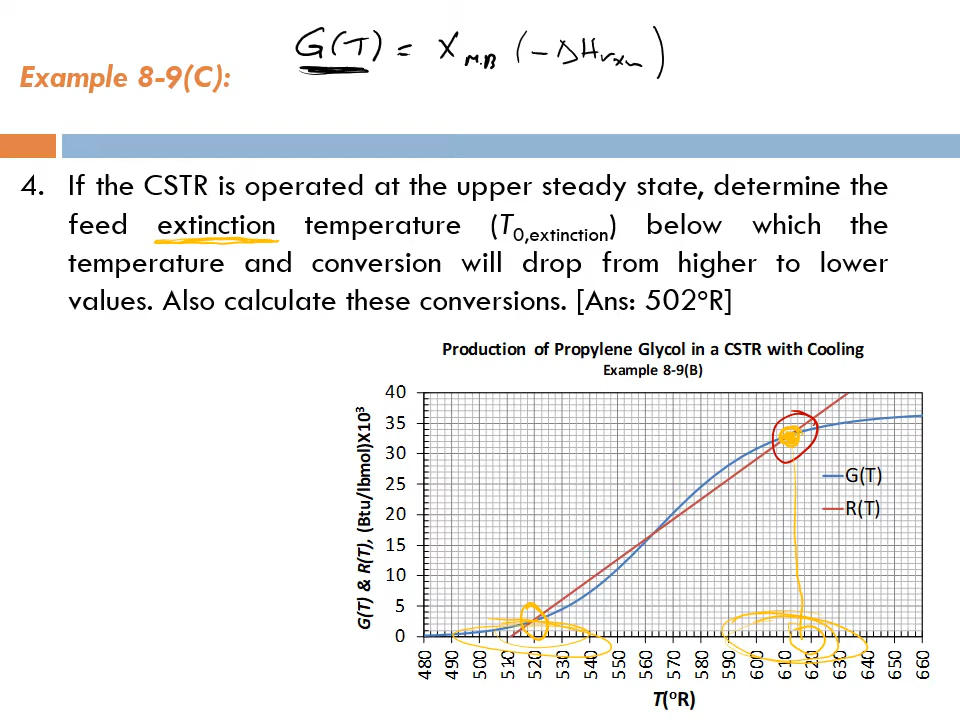 G(T) = X M.B (-ΔHrxn)
Example 8-9(C):
4. If the CSTR is operated at the upper steady state, determine the
feed extinction temperature (T0,extinction) below which the
temperature and conversion will drop from higher to lower
values. Also calculate these conversions. [Ans: 502°R]
Production of Propylene Glycol in a CSTR with Cooling
Example 8-9(B)
G(T) & R(T), (Btu/lbmol)X10³
40
35
30
25
20
15
10
5
0
G(T)
R(T)
480 490 500 510 520 530 540 550 560 570 580 590 600 610 620 630 640 650 660
T(°R)